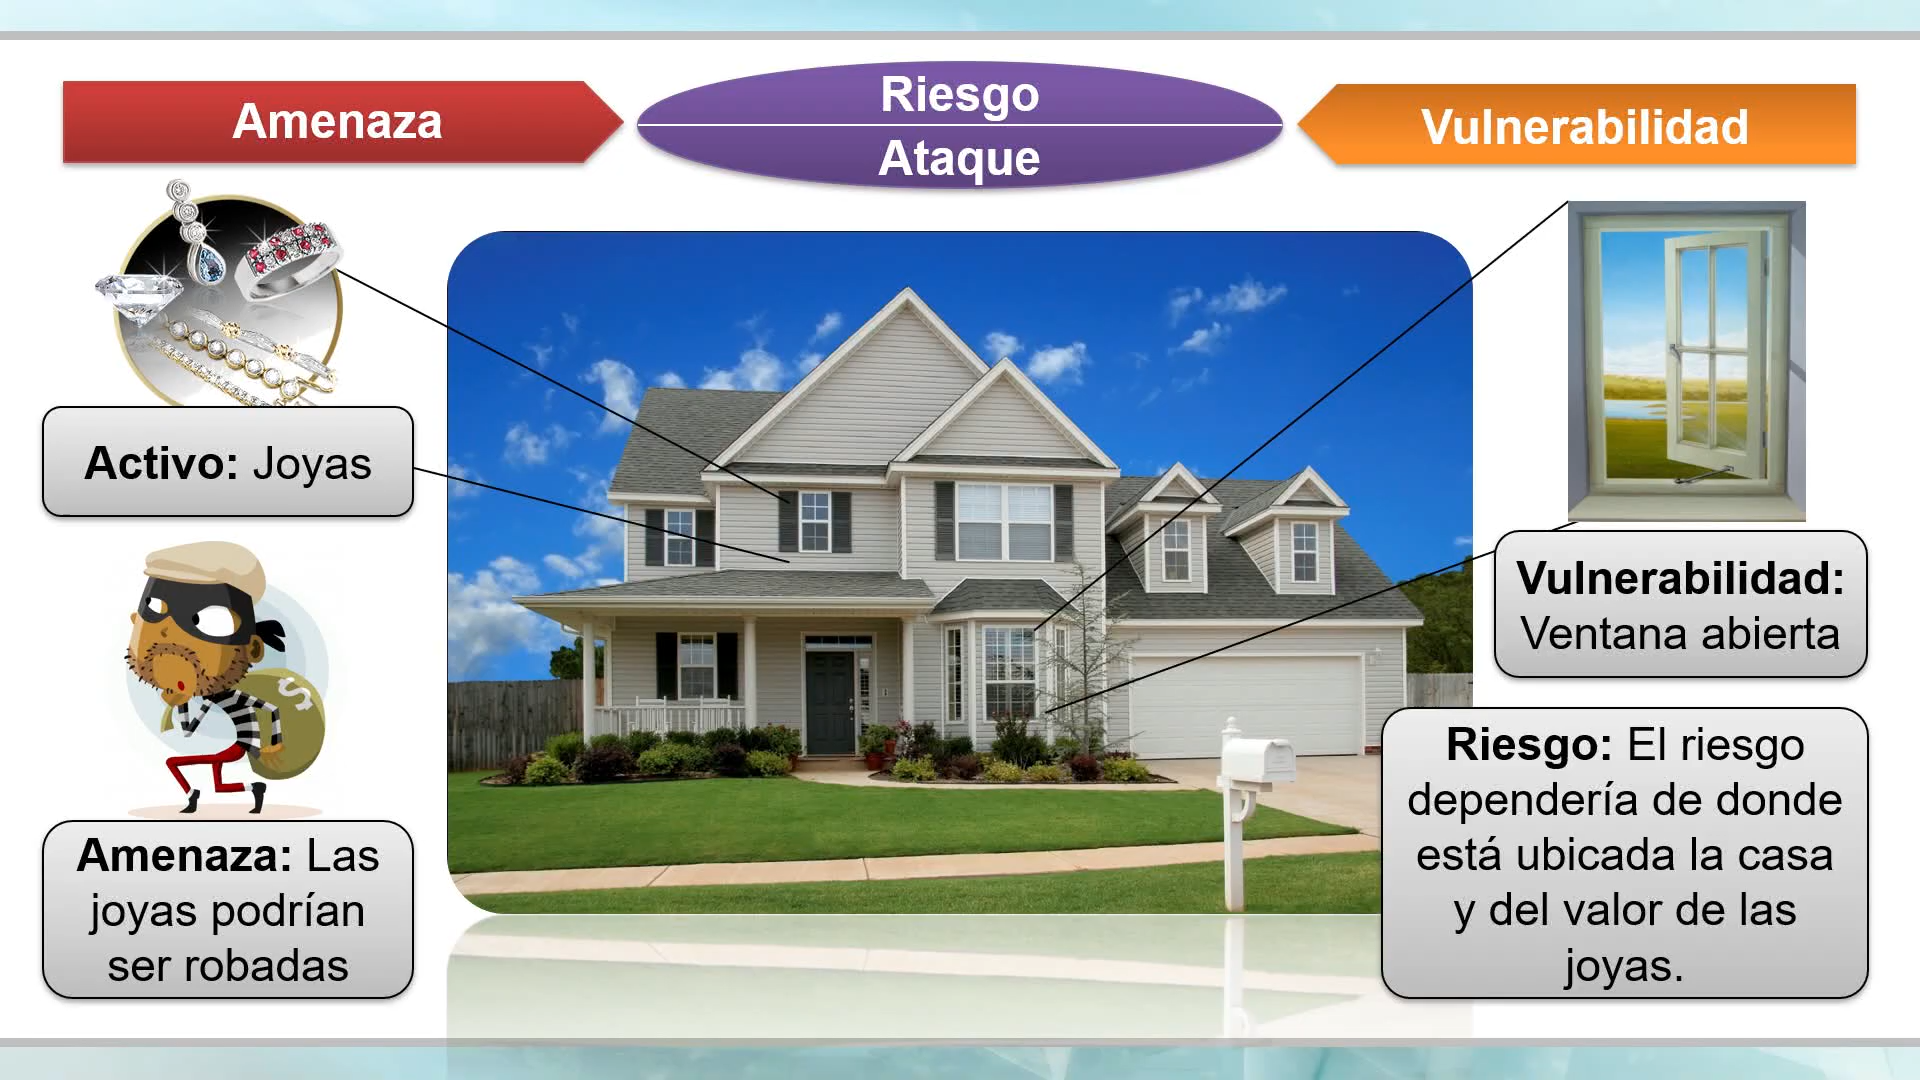 Amenaza
Riesgo
Ataque
Vulnerabilidad
Activo: Joyas
Amenaza: Las
joyas podrían
ser robadas
Vulnerabilidad:
Ventana abierta
Riesgo: El riesgo
dependería de donde
está ubicada la casa
y del valor de las
joyas.
$